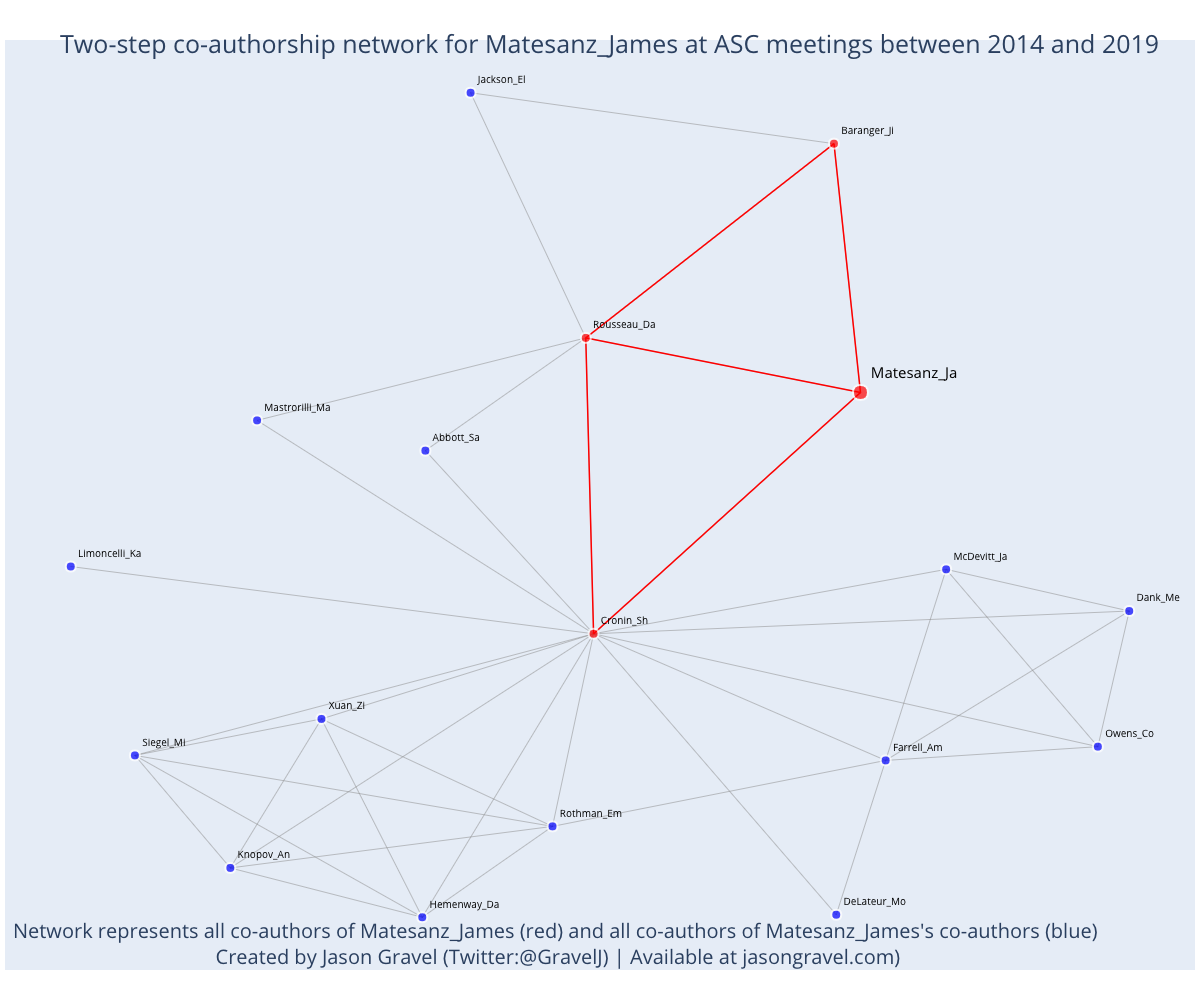 Two-step co-authorship network for Matesanz_James at ASC meetings between 2014 and 2019
Jackson_El
Baranger_Ji
Rousseau_Da
Matesanz_Ja
Mastrorilli_Ma
Abbott_Sa
Limoncelli_Ka
McDevitt_Ja
Dank_Me
Cronin_Sh
Xuan_Zi
Siegel_Mi
Owens_Co
Farrell_Am
Rothman_Em
Knopov_An
Hemenway_Da
DeLateur_Mo
Network represents all co-authors of Matesanz_James (red) and all co-authors of Matesanz_James's co-authors (blue)
Created by Jason Gravel (Twitter:@GravelJ) | Available at jasongravel.com)